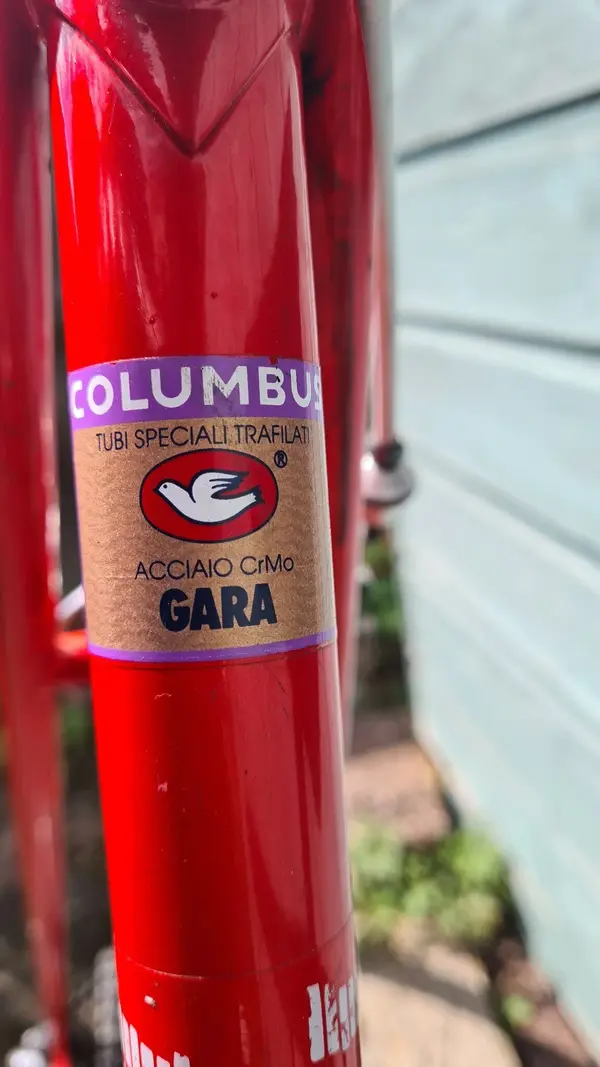 COLUMBUS
TUBI SPECIALI TRAFILATI
®
ACCIAIO CrMo
GARA